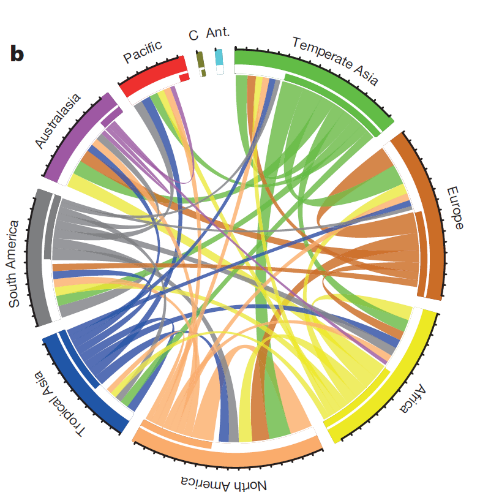 b
C
Ant.
Pacific
Temperate Asia
Australasia
Europe
South America
Tropical Asia
Africa
North America